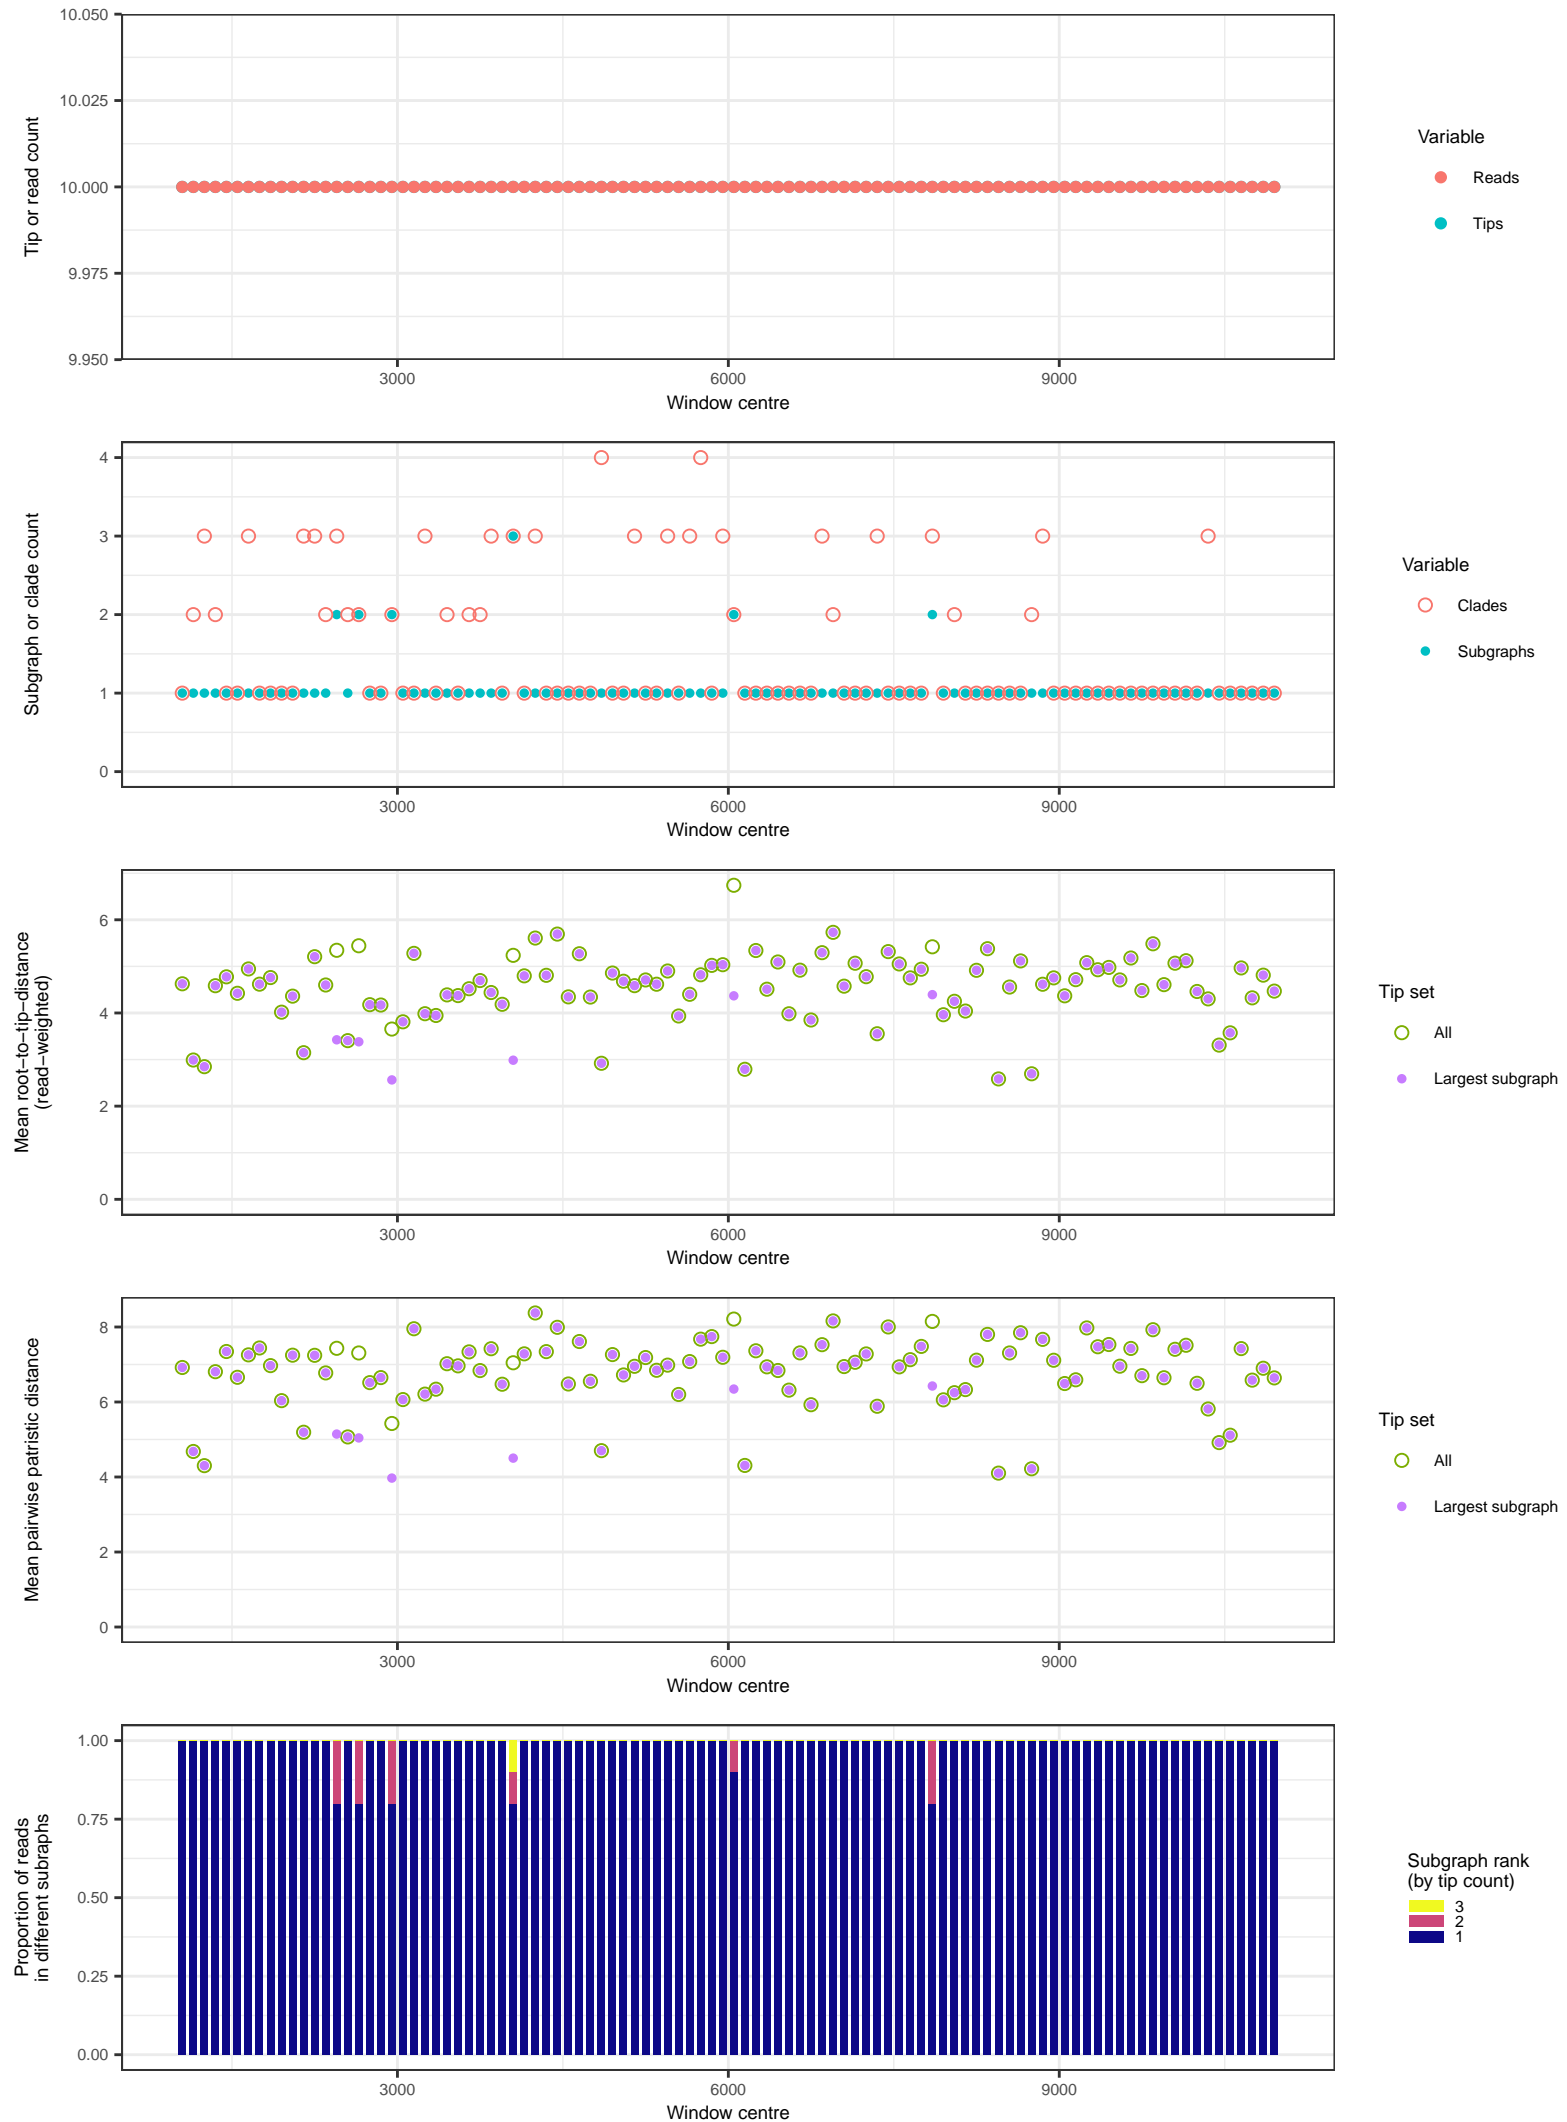 10.050
10.025
10.000
9.975
9.950
Tip or read count
3000 6000 9000
Window centre
Variable
Reads
Tips
4
3
2
1
0
Subgraph or clade count
3000 6000 9000
Window centre
Variable
Clades
Subgraphs
6
4
2
0
Mean root−to−tip−distance
(read−weighted)
3000 6000 9000
Window centre
Tip set
All
Largest subgraph
8
6
4
2
0
Mean pairwise patristic distance
3000 6000 9000
Window centre
Tip set
All
Largest subgraph
1.00
0.75
0.50
0.25
0.00
Proportion of reads
in different subraphs
3000 6000 9000
Window centre
Subgraph rank
(by tip count)
3
2
1